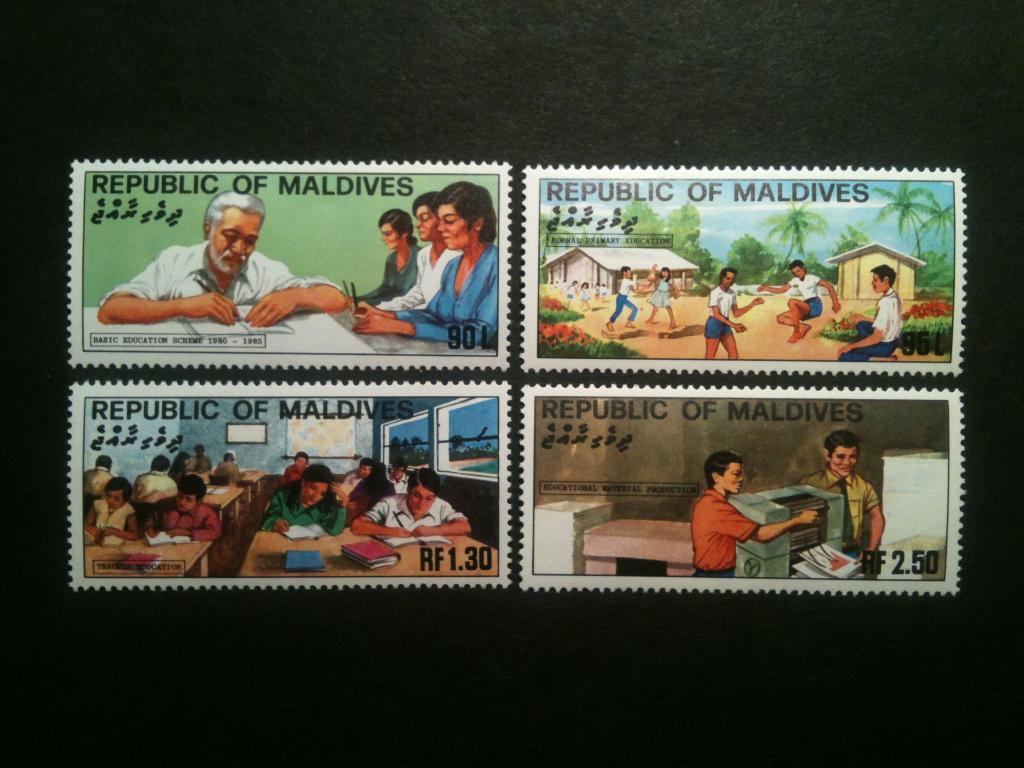 REPUBLIC OF MALDIVES
ދިވެހިރާއްޖެ
BASIC EDUCATION SCHEME 1980 - 1985
90 L
REPUBLIC OF MALDIVES
ދިވެހިރާއްޖެ
FORMAL PRIMARY EDUCATION
95 L
REPUBLIC OF MALDIVES
ދިވެހިރާއްޖެ
TEACHER EDUCATION
RF 1.30
REPUBLIC OF MALDIVES
ދިވެހިރާއްޖެ
EDUCATIONAL MATERIAL PRODUCTION
RF 2.50